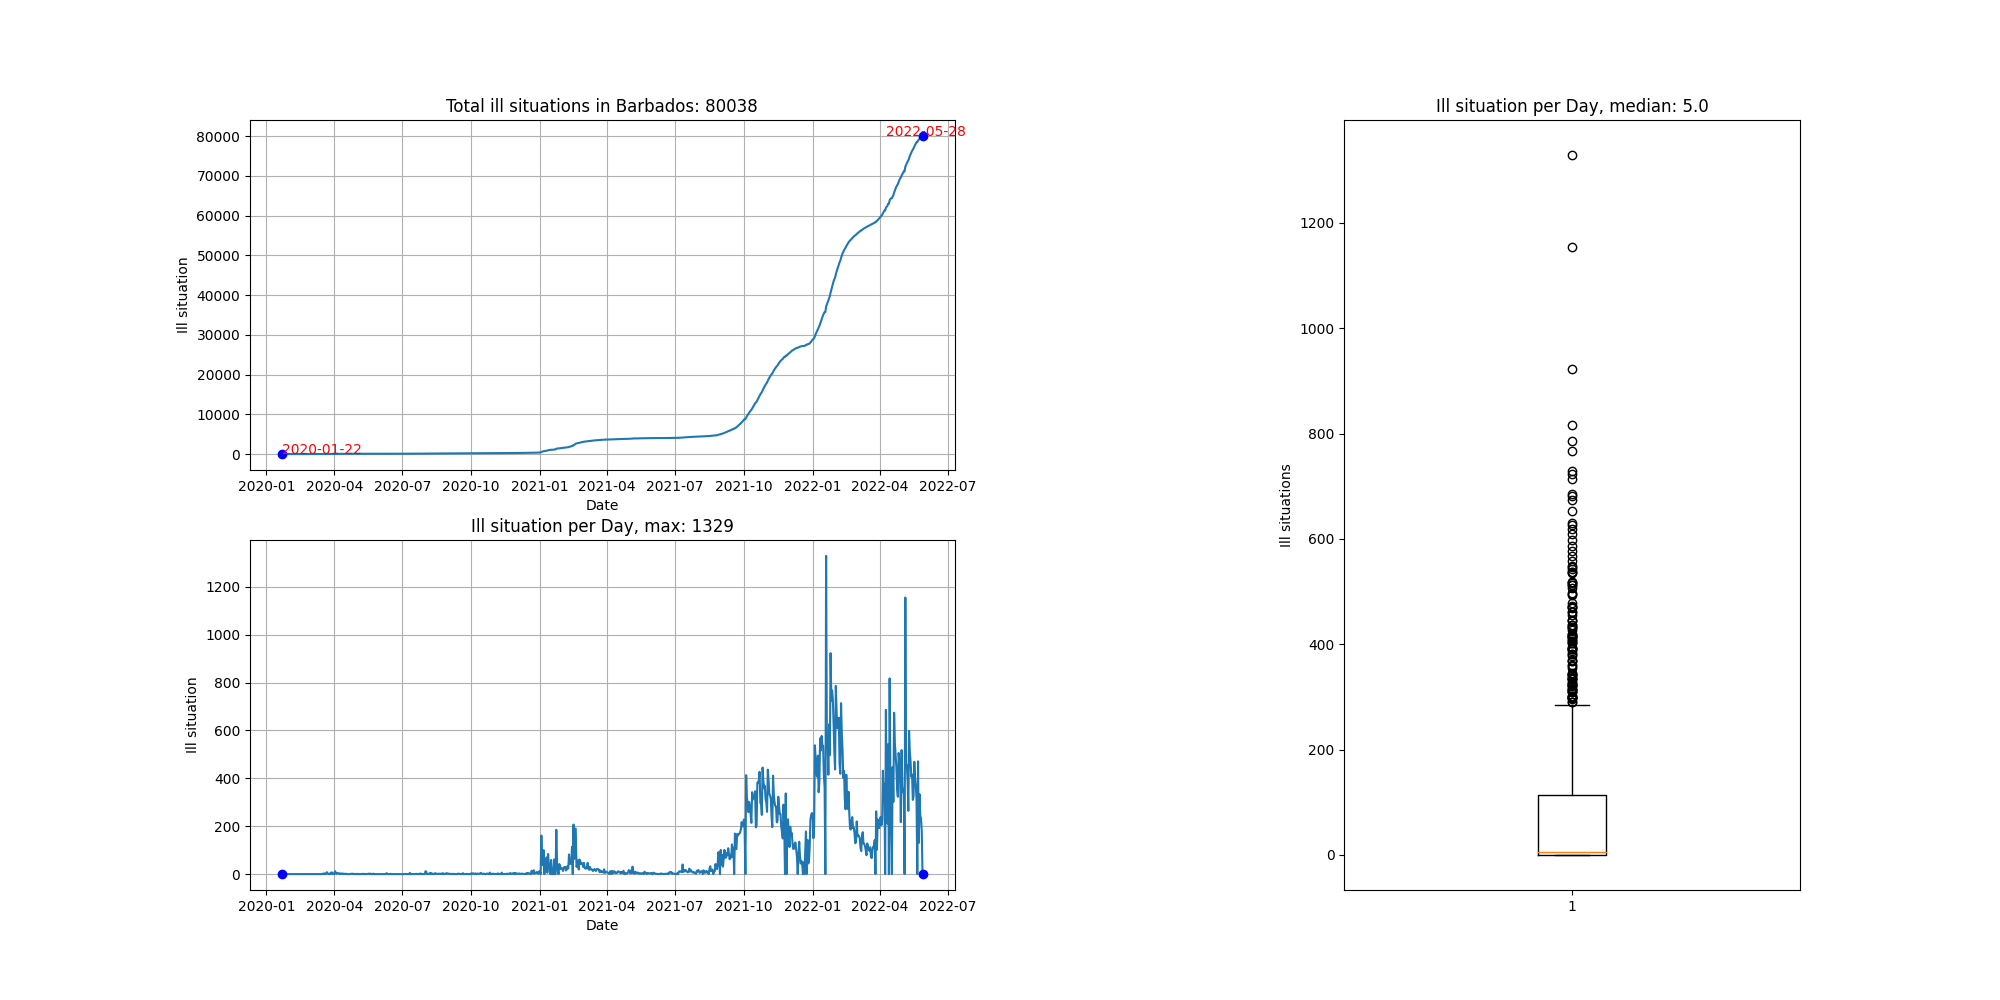 Total ill situations in Barbados: 80038
80000
70000
60000
50000
40000
30000
20000
10000
0
Ill situation
2022-05-28
2020-01-22
2020-01 2020-04 2020-07 2020-10 2021-01 2021-04 2021-07 2021-10 2022-01 2022-04 2022-07
Date
Ill situation per Day, max: 1329
1200
1000
800
600
400
200
0
Ill situation
2020-01 2020-04 2020-07 2020-10 2021-01 2021-04 2021-07 2021-10 2022-01 2022-04 2022-07
Date
Ill situation per Day, median: 5.0
1200
1000
800
600
400
200
0
Ill situations
1